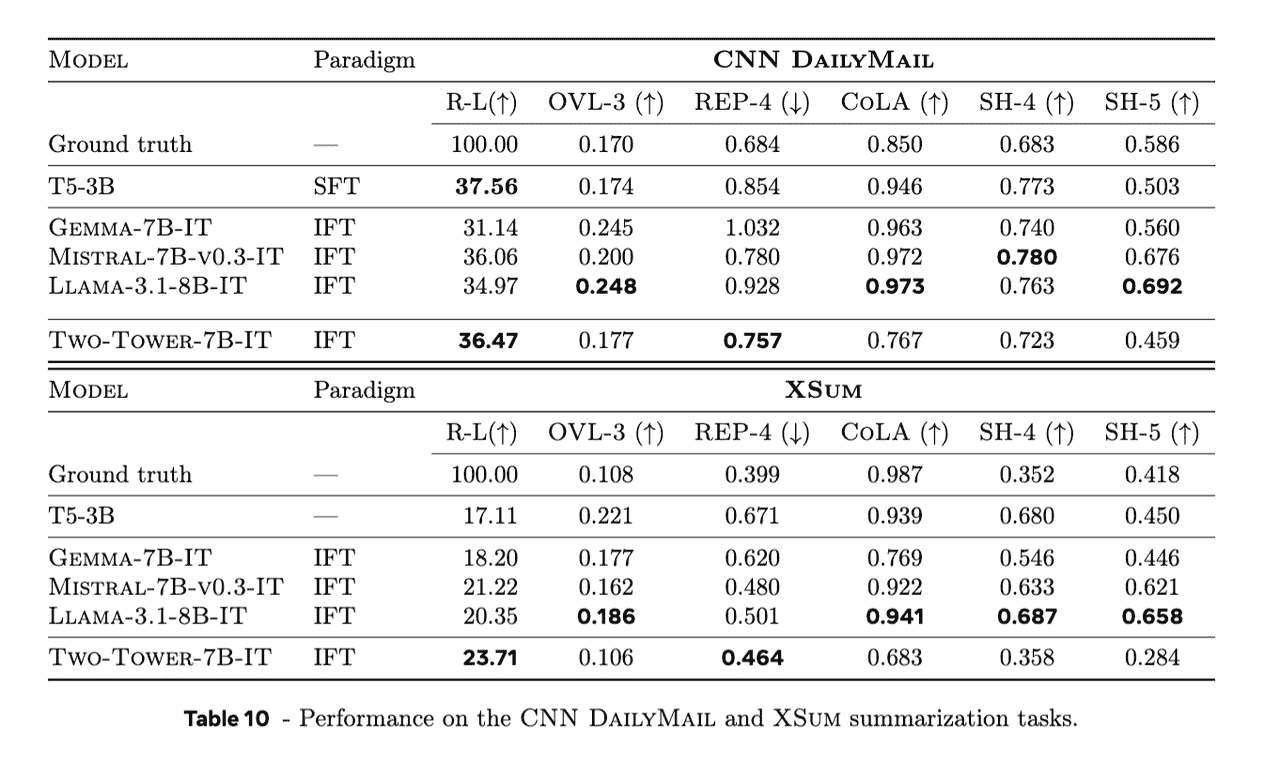 MODEL Paradigm CNN DAILYMAIL
R-L(↑) OVL-3 (↑) REP-4 (↓) COLA (↑) SH-4 (↑) SH-5 (↑)
Ground truth — 100.00 0.170 0.684 0.850 0.683 0.586
T5-3B SFT 37.56 0.174 0.854 0.946 0.773 0.503
GEMMA-7B-IT IFT 31.14 0.245 1.032 0.963 0.740 0.560
MISTRAL-7B-V0.3-IT IFT 36.06 0.200 0.780 0.972 0.780 0.676
LLAMA-3.1-8B-IT IFT 34.97 0.248 0.928 0.973 0.763 0.692
TWO-TOWER-7B-IT IFT 36.47 0.177 0.757 0.767 0.723 0.459
MODEL Paradigm XSUM
R-L(↑) OVL-3 (↑) REP-4 (↓) COLA (↑) SH-4 (↑) SH-5 (↑)
Ground truth — 100.00 0.108 0.399 0.987 0.352 0.418
T5-3B — 17.11 0.221 0.671 0.939 0.680 0.450
GEMMA-7B-IT IFT 18.20 0.177 0.620 0.769 0.546 0.446
MISTRAL-7B-V0.3-IT IFT 21.22 0.162 0.480 0.922 0.633 0.621
LLAMA-3.1-8B-IT IFT 20.35 0.186 0.501 0.941 0.687 0.658
TWO-TOWER-7B-IT IFT 23.71 0.106 0.464 0.683 0.358 0.284
Table 10 - Performance on the CNN DAILYMAIL and XSUM summarization tasks.